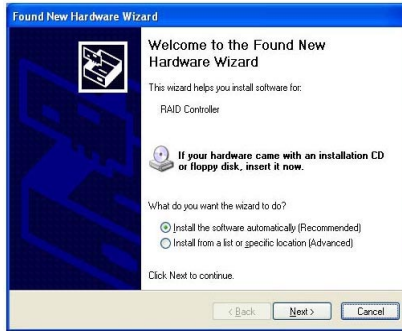 Found New Hardware Wizard
Welcome to the Found New
Hardware Wizard
This wizard helps you install software for:
RAID Controller
If your hardware came with an installation CD
or floppy disk, insert it now.
What do you want the wizard to do?
Install the software automatically (Recommended)
Install from a list or specific location (Advanced)
Click Next to continue.
< Back
Next >
Cancel